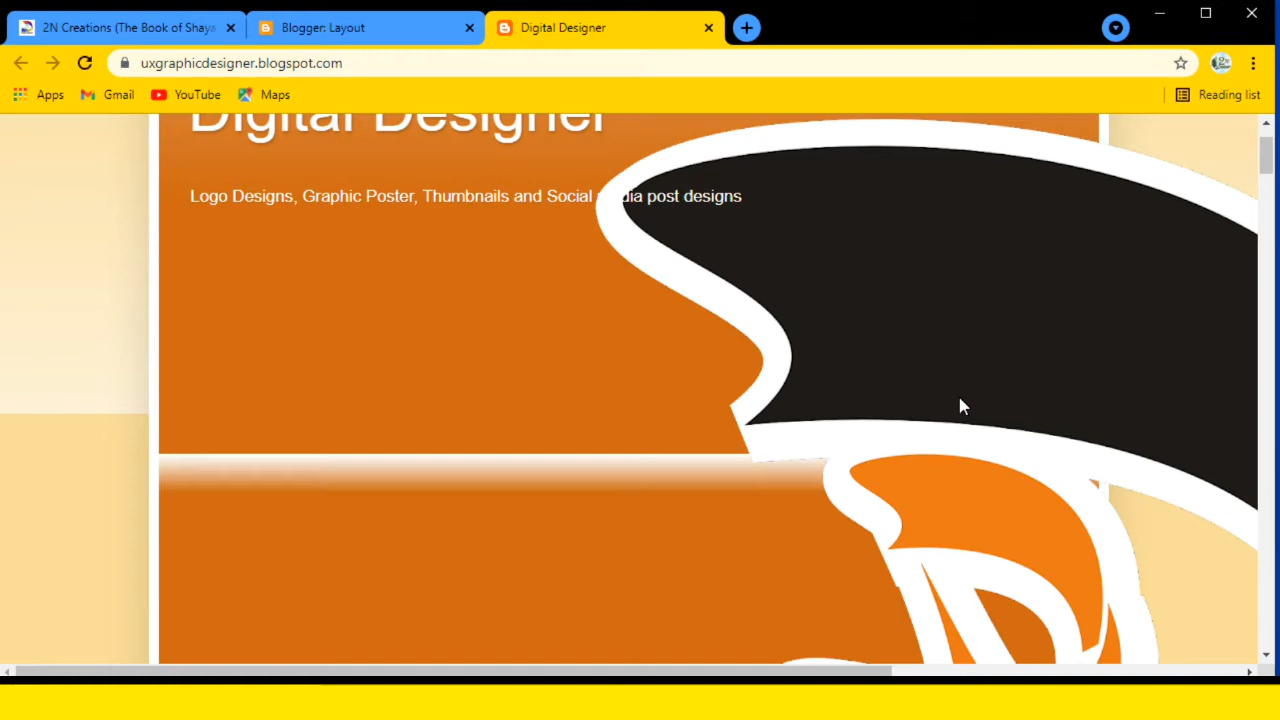 2N Creations (The Book of Shaya
Blogger: Layout
Digital Designer
uxgraphicdesigner.blogspot.com
Apps
Gmail
YouTube
Maps
Reading list
Digital Designer
Logo Designs, Graphic Poster, Thumbnails and Social media post designs